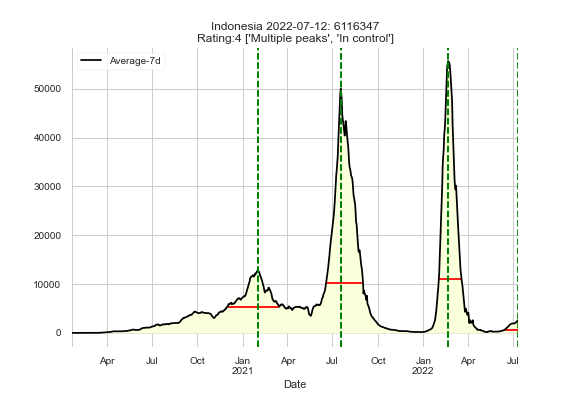 Indonesia 2022-07-12: 6116347
Rating:4 ['Multiple peaks', 'In control']
Average-7d
50000
40000
30000
20000
10000
0
Apr Jul Oct Jan Apr Jul Oct Jan Apr Jul
2021 2022
Date